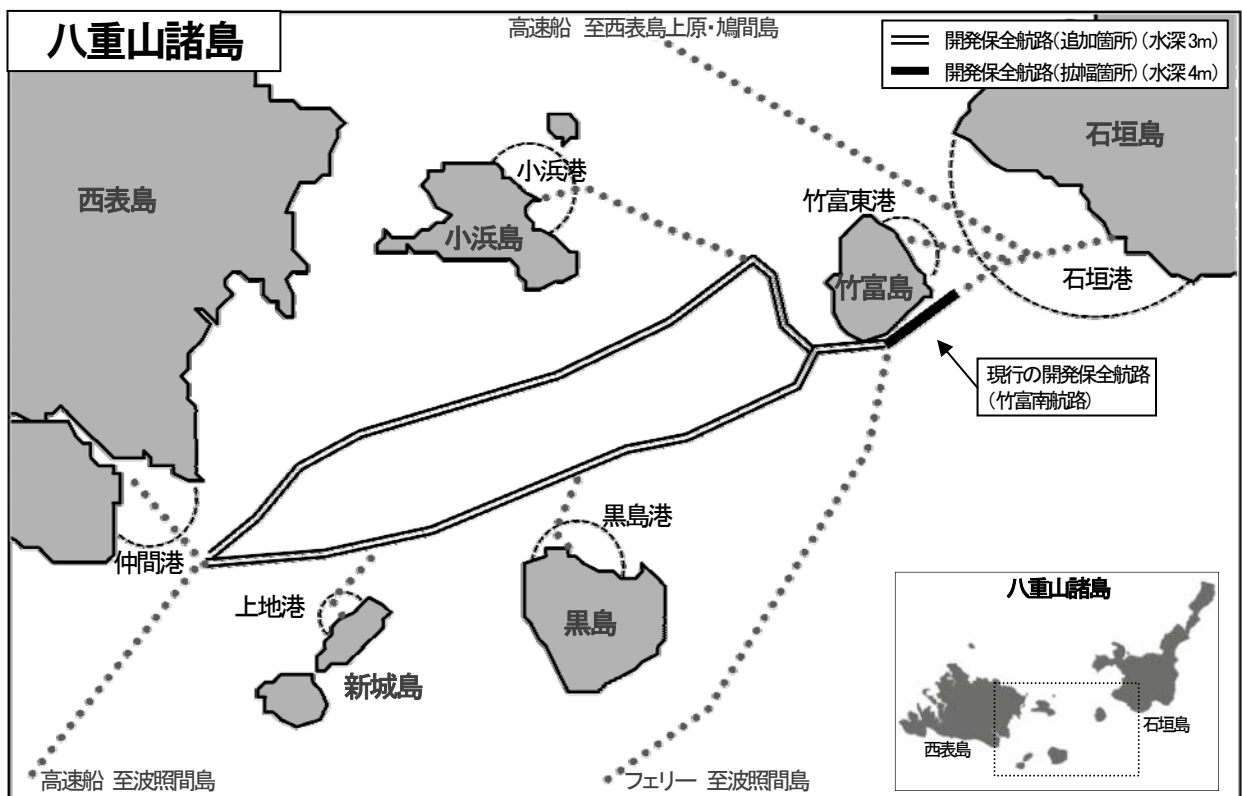 八重山諸島
高速船 至西表島上原・鳩間島
開発保全航路(追加箇所)(水深3m)
開発保全航路(拡幅箇所)(水深4m)
石垣島
西表島
小浜港
小浜島
竹富東港
竹富島
石垣港
現行の開発保全航路
(竹富南航路)
仲間港
上地港
黒島港
黒島
新城島
高速船 至波照間島
フェリー 至波照間島
八重山諸島
西表島
石垣島